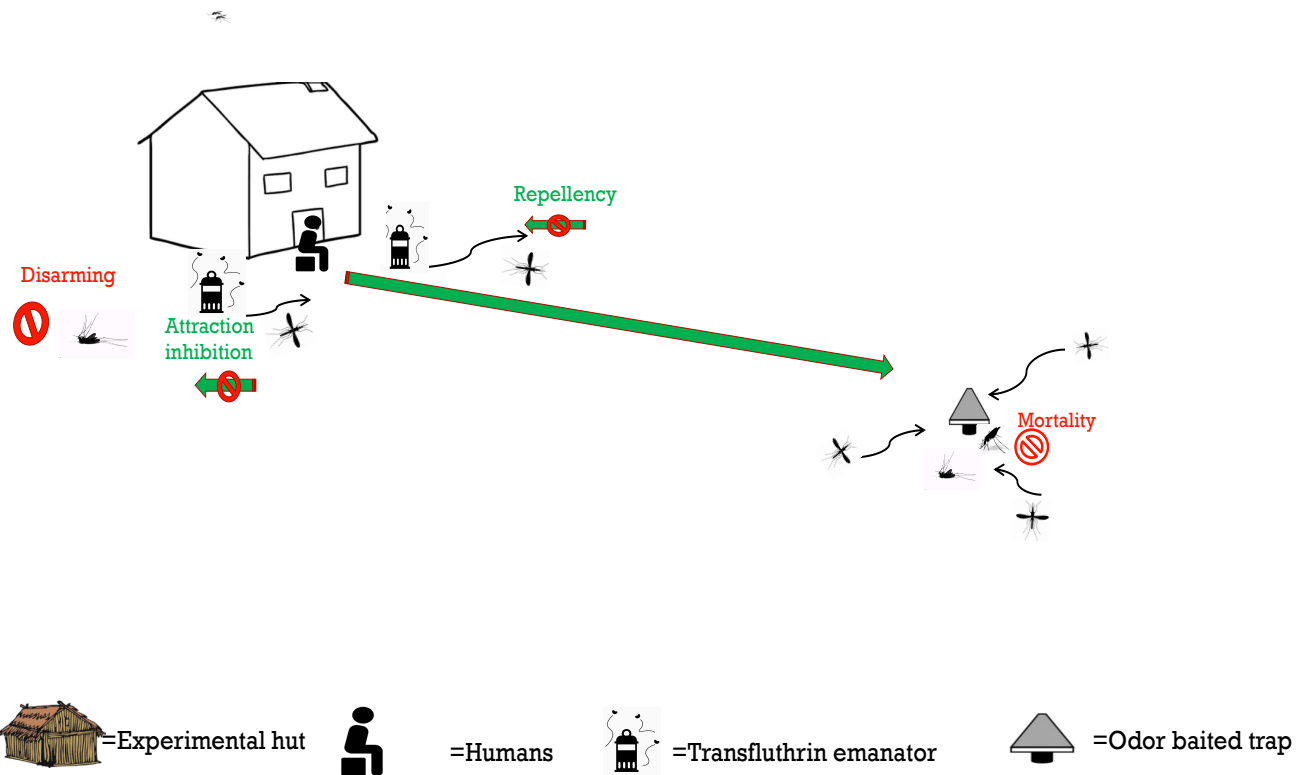 Repellency
Disarming
Attraction
inhibition
Mortality
=Experimental hut
=Humans
=Transfluthrin emanator
=Odor baited trap